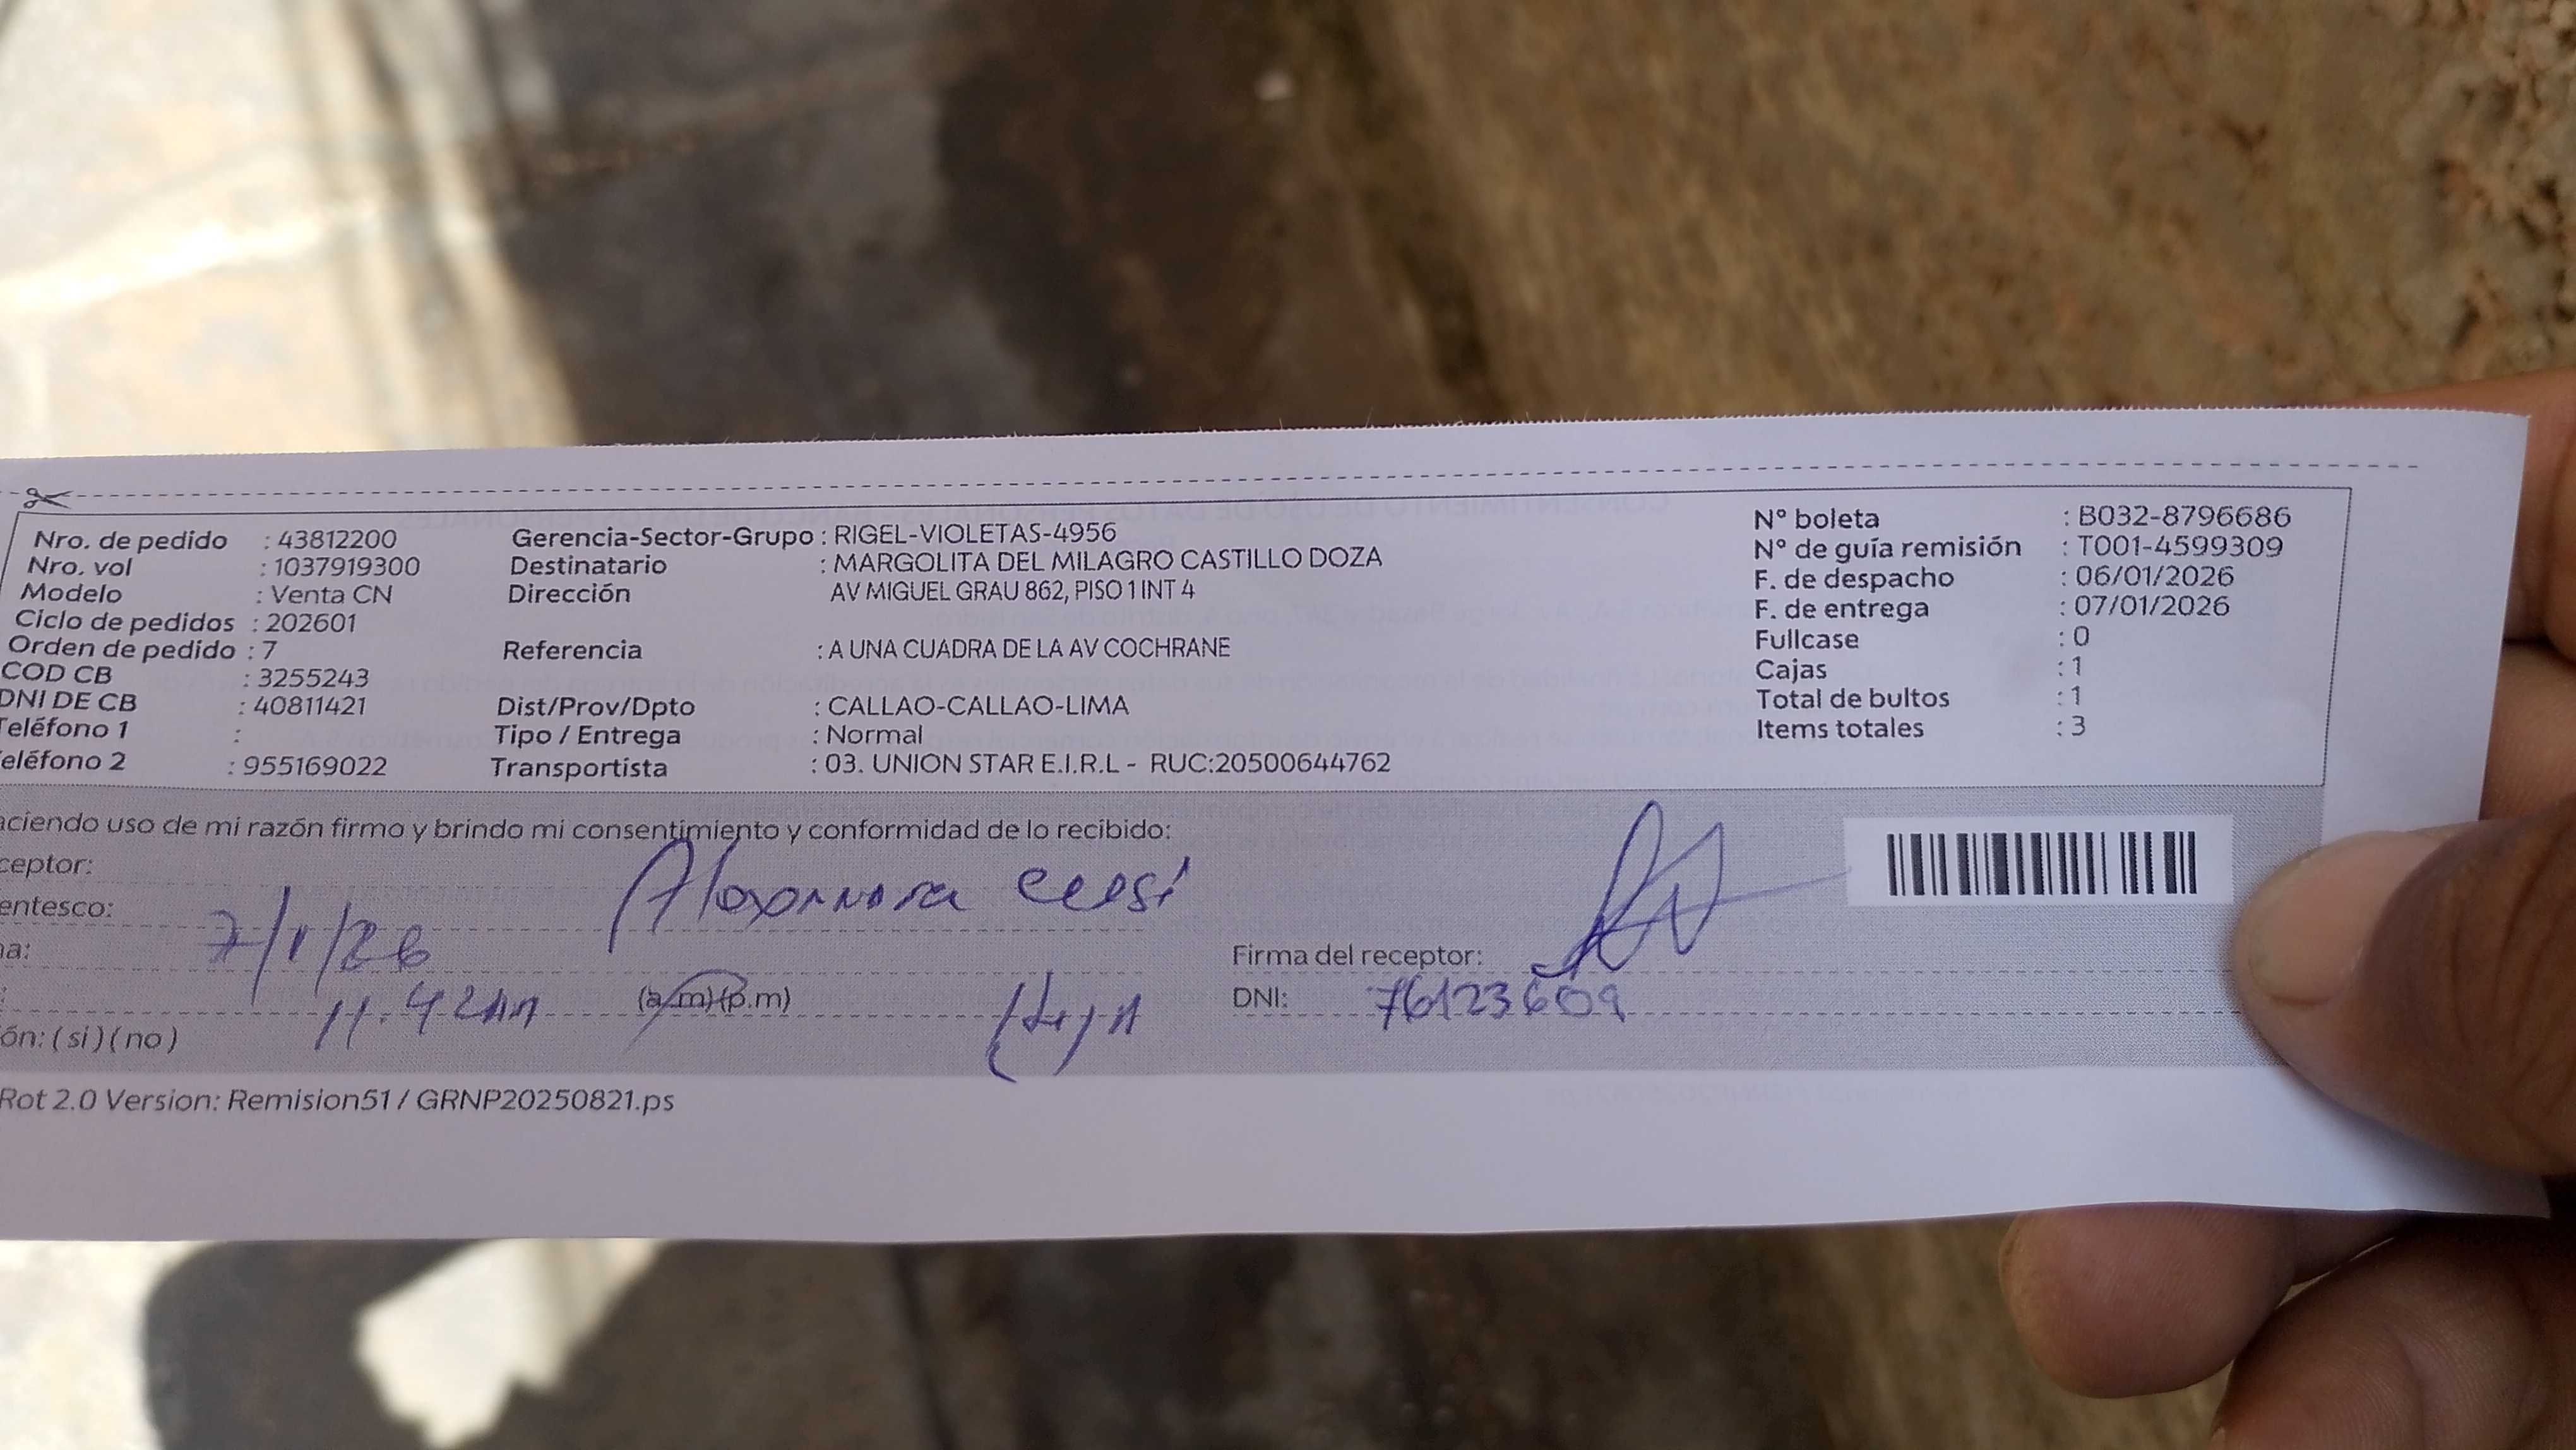 Nro. de pedido : 43812200
Nro. vol : 1037919300
Modelo : Venta CN
Ciclo de pedidos : 202601
Orden de pedido : 7
COD CB : 3255243
DNI DE CB : 40811421
Teléfono 1 :
eléfono 2 : 955169022
Gerencia-Sector-Grupo : RIGEL-VIOLETAS-4956
Destinatario : MARGOLITA DEL MILAGRO CASTILLO DOZA
Dirección AV MIGUEL GRAU 862, PISO 1 INT 4
Referencia : A UNA CUADRA DE LA AV COCHRANE
Dist/Prov/Dpto : CALLAO-CALLAO-LIMA
Tipo / Entrega : Normal
Transportista : 03. UNION STAR E.I.R.L - RUC:20500644762
N° boleta : B032-8796686
N° de guía remisión : T001-4599309
F. de despacho : 06/01/2026
F. de entrega : 07/01/2026
Fullcase : 0
Cajas : 1
Total de bultos : 1
Items totales : 3
aciendo uso de mi razón firmo y brindo mi consentimiento y conformidad de lo recibido:
ceptor:
entesco:
na: 7/1/26
: 11.42 (a.m)(p.m)
ón: ( si ) ( no )
Firma del receptor:
DNI: 76123609
Rot 2.0 Version: Remision51 / GRNP20250821.ps